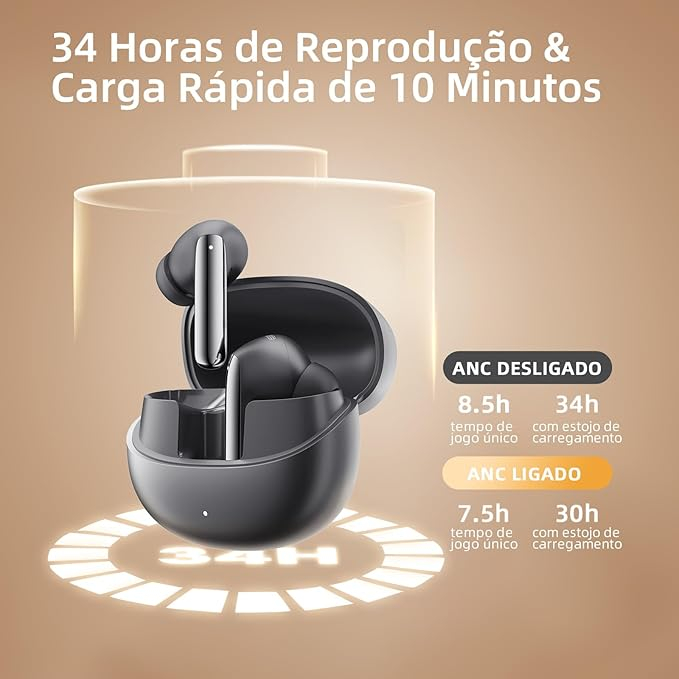 34 Horas de Reprodução &
Carga Rápida de 10 Minutos
ANC DESLIGADO
8.5h 34h
tempo de com estojo de
jogo único carregamento
ANC LIGADO
7.5h 30h
tempo de com estojo de
jogo único carregamento
34H